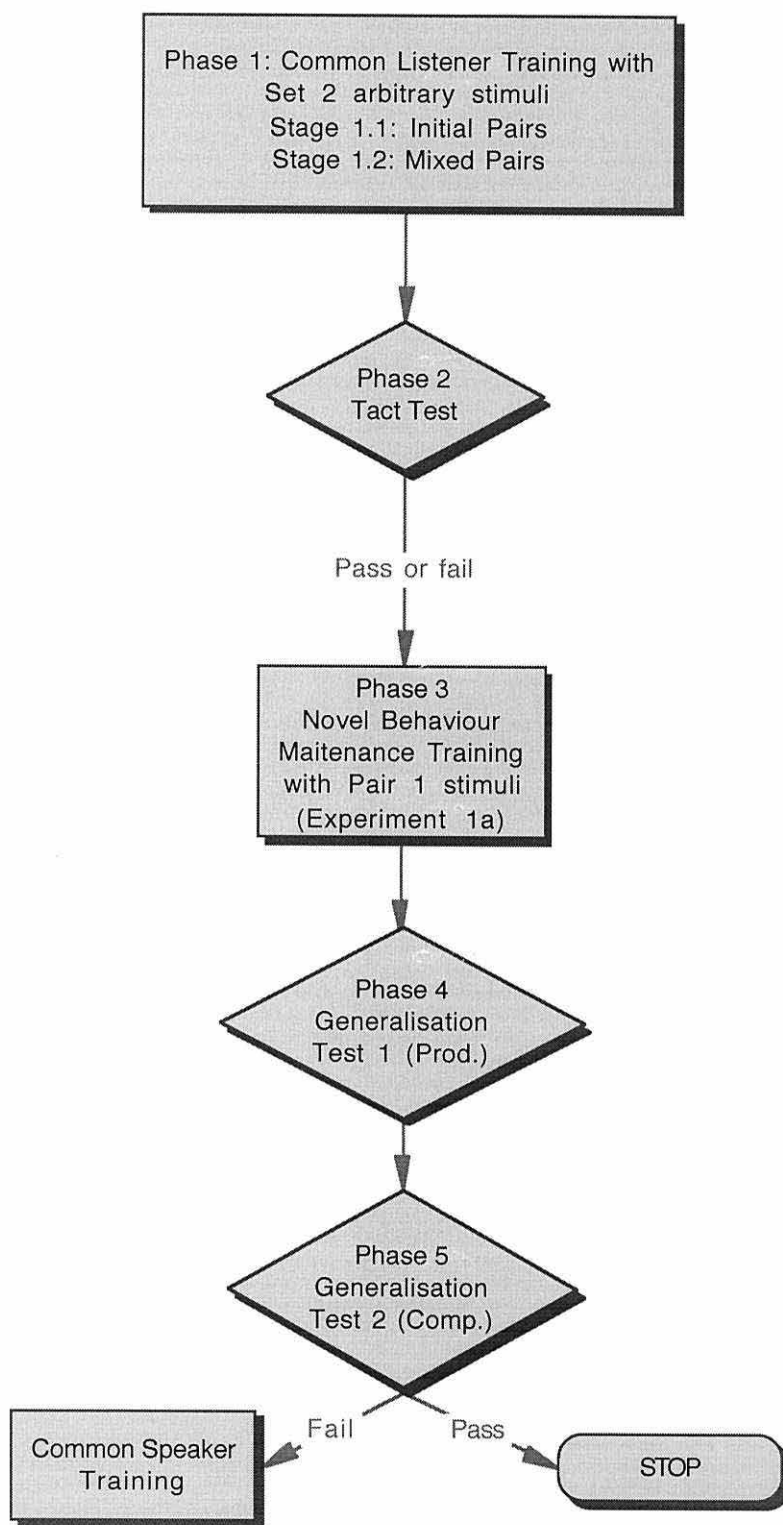 Phase 1: Common Listener Training with
Set 2 arbitrary stimuli
Stage 1.1: Initial Pairs
Stage 1.2: Mixed Pairs
Phase 2
Tact Test
Pass or fail
Phase 3
Novel Behaviour
Maitenance Training
with Pair 1 stimuli
(Experiment 1a)
Phase 4
Generalisation
Test 1 (Prod.)
Phase 5
Generalisation
Test 2 (Comp.)
Fail
Pass
Common Speaker
Training
STOP